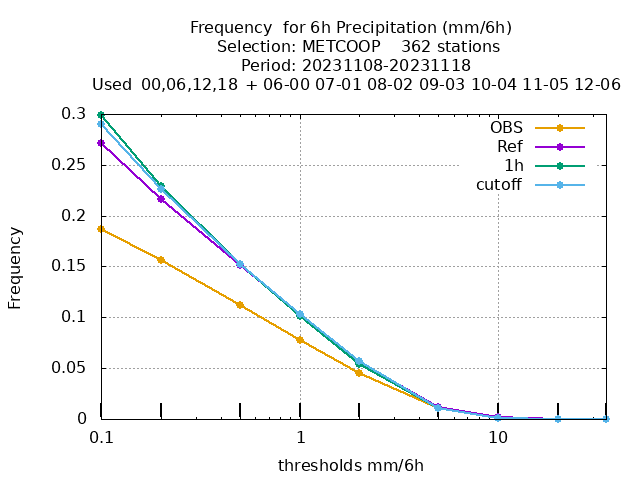 Frequency  for 6h Precipitation (mm/6h)
Selection: METCOOP    362 stations
Period: 20231108-20231118
Used  00,06,12,18  + 06-00 07-01 08-02 09-03 10-04 11-05 12-06
OBS
Ref
1h
cutoff
0.3
0.25
0.2
0.15
0.1
0.05
0
Frequency
0.1
1
10
thresholds mm/6h